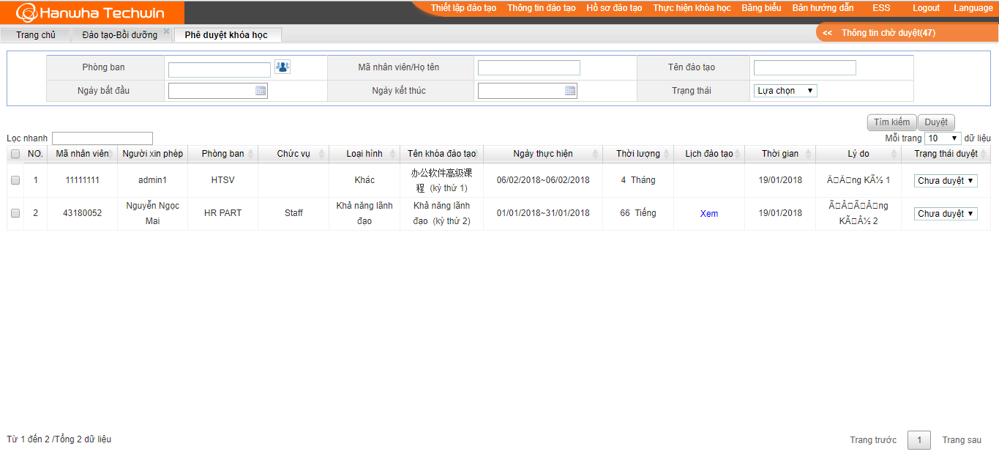 Hanwha Techwin
Thiết lập đào tạo Thông tin đào tạo Hồ sơ đào tạo Thực hiện khóa học Bảng biểu Bản hướng dẫn ESS Logout Language
Trang chủ Đào tạo-Bồi dưỡng Phê duyệt khóa học << Thông tin chờ duyệt(47)
Phòng ban Mã nhân viên/Họ tên Tên đào tạo
Ngày bắt đầu Ngày kết thúc Trạng thái Lựa chọn
Tìm kiếm Duyệt
Lọc nhanh Mỗi trang 10 dữ liệu
NO. Mã nhân viên Người xin phép Phòng ban Chức vụ Loại hình Tên khóa đào tạo Ngày thực hiện Thời lượng Lịch đào tạo Thời gian Lý do Trạng thái duyệt
1 11111111 admin1 HTSV Khác 办公软件高级课程 (kỳ thứ 1) 06/02/2018~06/02/2018 4 Tháng 19/01/2018 Ä□Ä□ng KÃ½ 1 Chưa duyệt
2 43180052 Nguyễn Ngọc Mai HR PART Staff Khả năng lãnh đạo Khả năng lãnh đạo (kỳ thứ 2) 01/01/2018~31/01/2018 66 Tiếng Xem 19/01/2018 Ã□Â□Ã□Â□ng KÃ□Â½ 2 Chưa duyệt
Từ 1 đến 2 /Tổng 2 dữ liệu
Trang trước 1 Trang sau